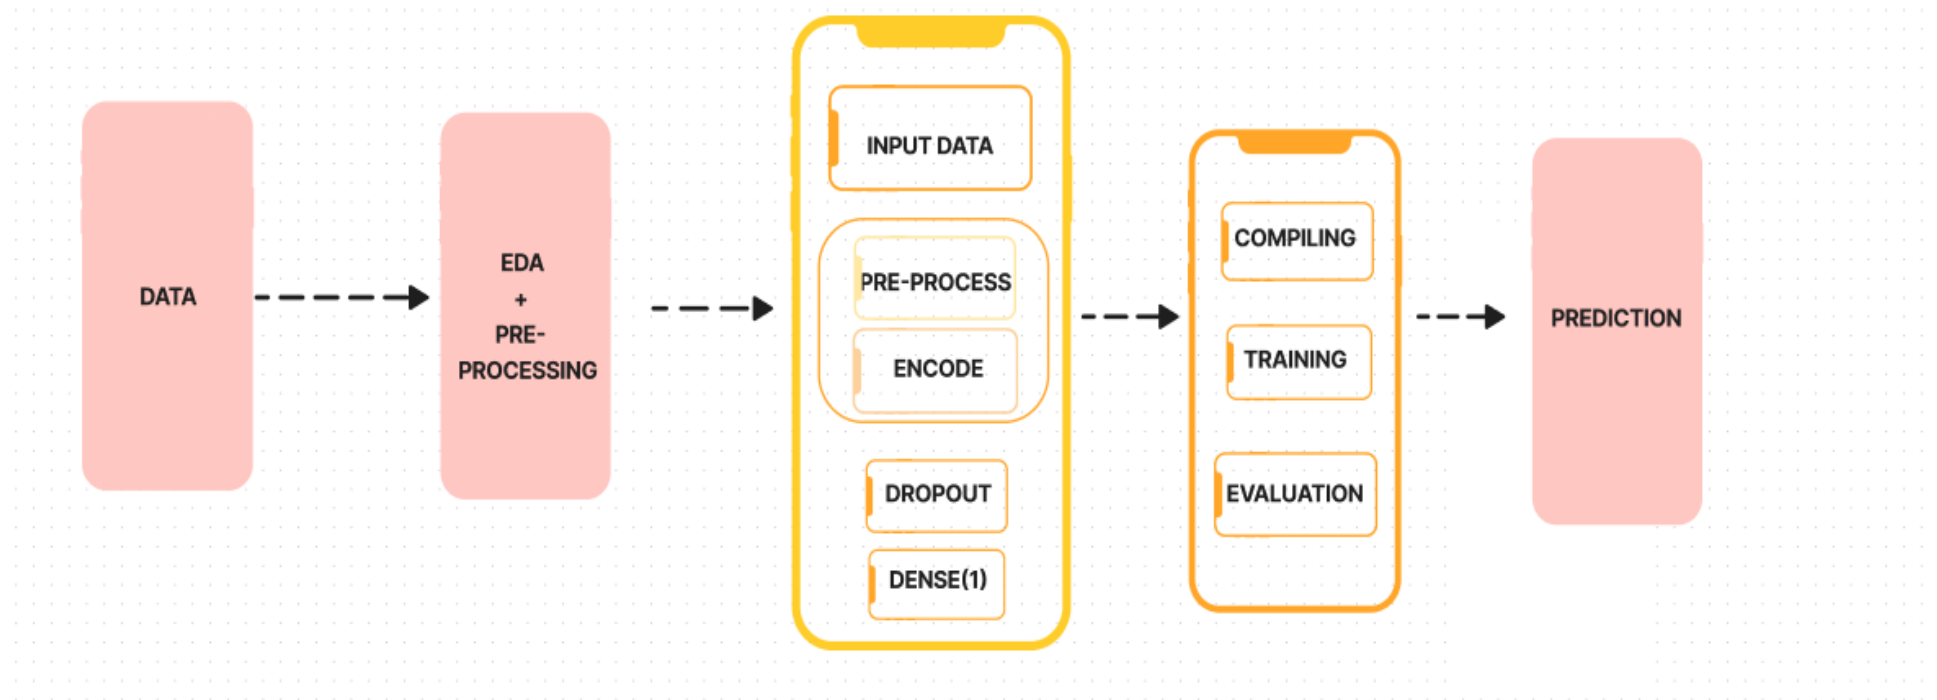 DATA
EDA
+
PRE-
PROCESSING
INPUT DATA
PRE-PROCESS
ENCODE
DROPOUT
DENSE(1)
COMPILING
TRAINING
EVALUATION
PREDICTION